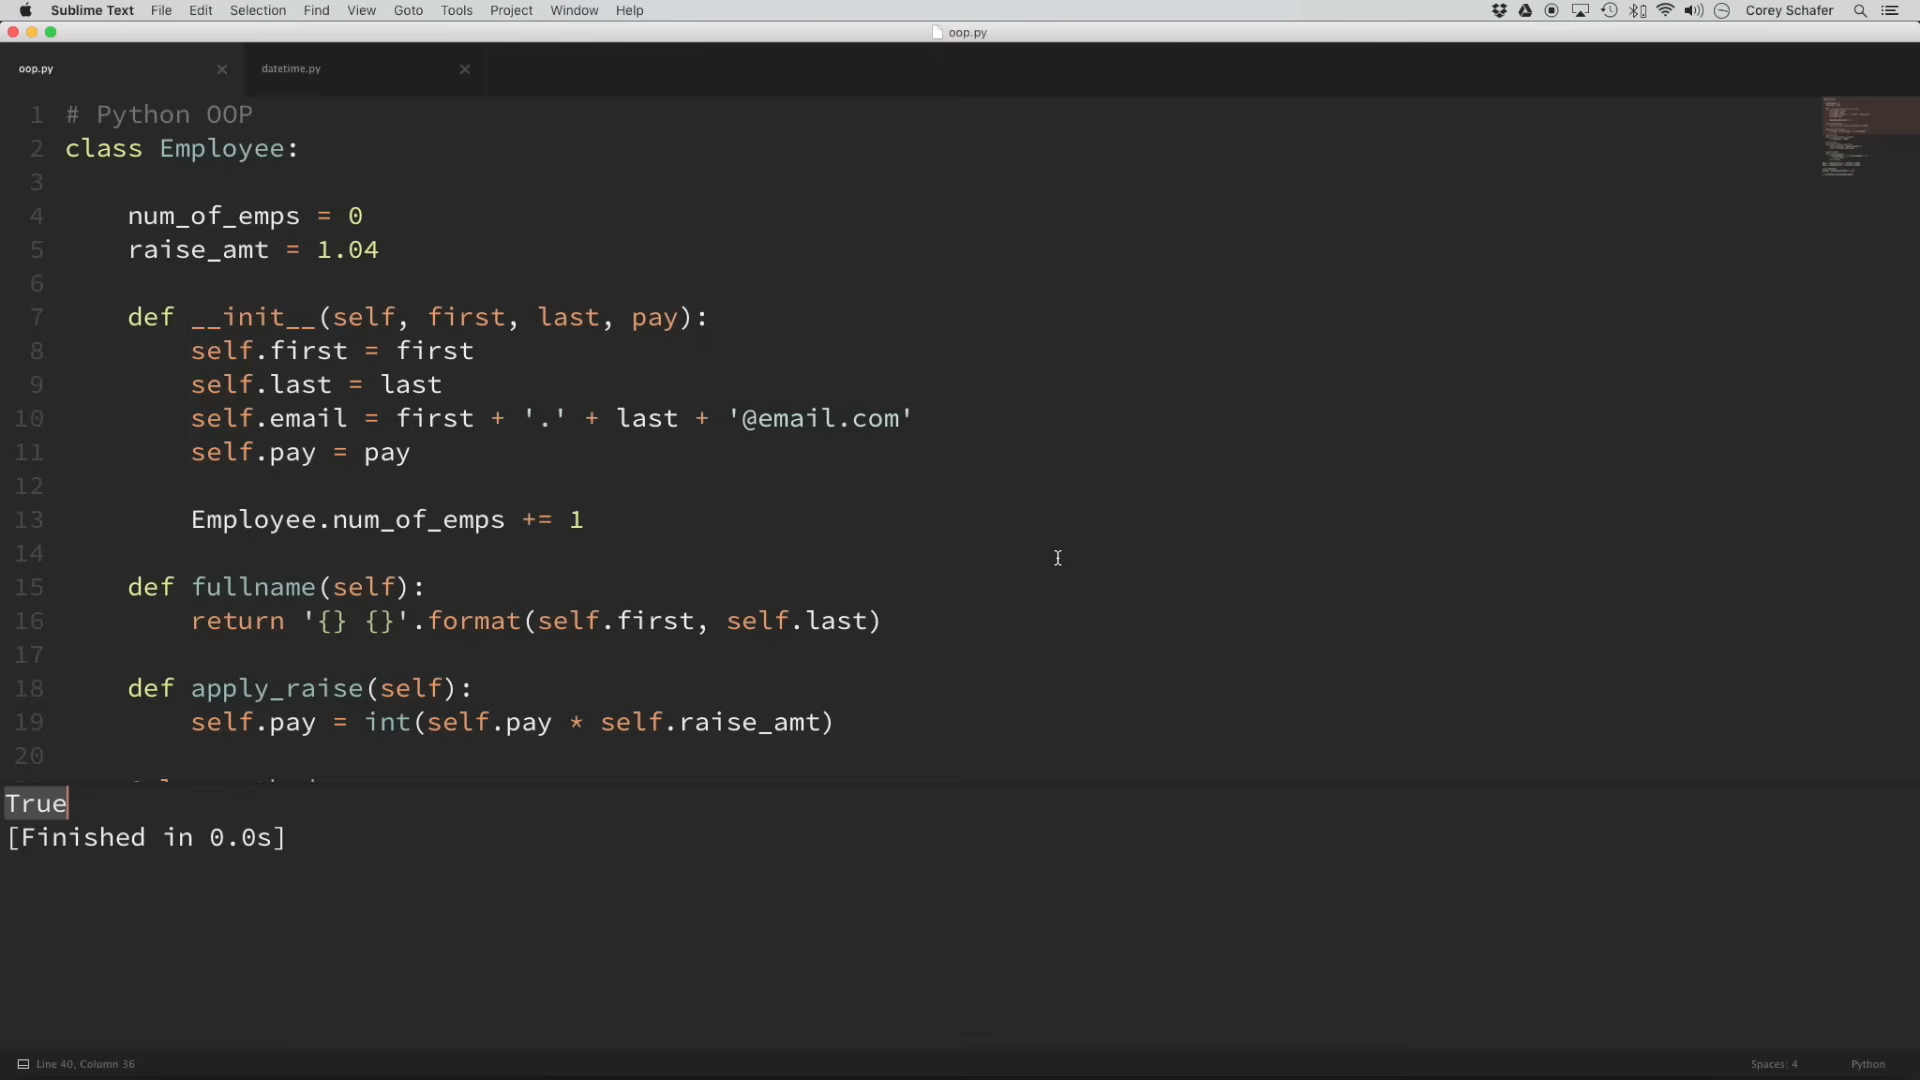 Sublime Text File Edit Selection Find View Goto Tools Project Window Help Corey Schafer
oop.py
oop.py datetime.py
1 # Python OOP
2 class Employee:
3
4 num_of_emps = 0
5 raise_amt = 1.04
6
7 def __init__(self, first, last, pay):
8 self.first = first
9 self.last = last
10 self.email = first + '.' + last + '@email.com'
11 self.pay = pay
12
13 Employee.num_of_emps += 1
14
15 def fullname(self):
16 return '{} {}'.format(self.first, self.last)
17
18 def apply_raise(self):
19 self.pay = int(self.pay * self.raise_amt)
20
True
[Finished in 0.0s]
Line 40, Column 36 Spaces: 4 Python